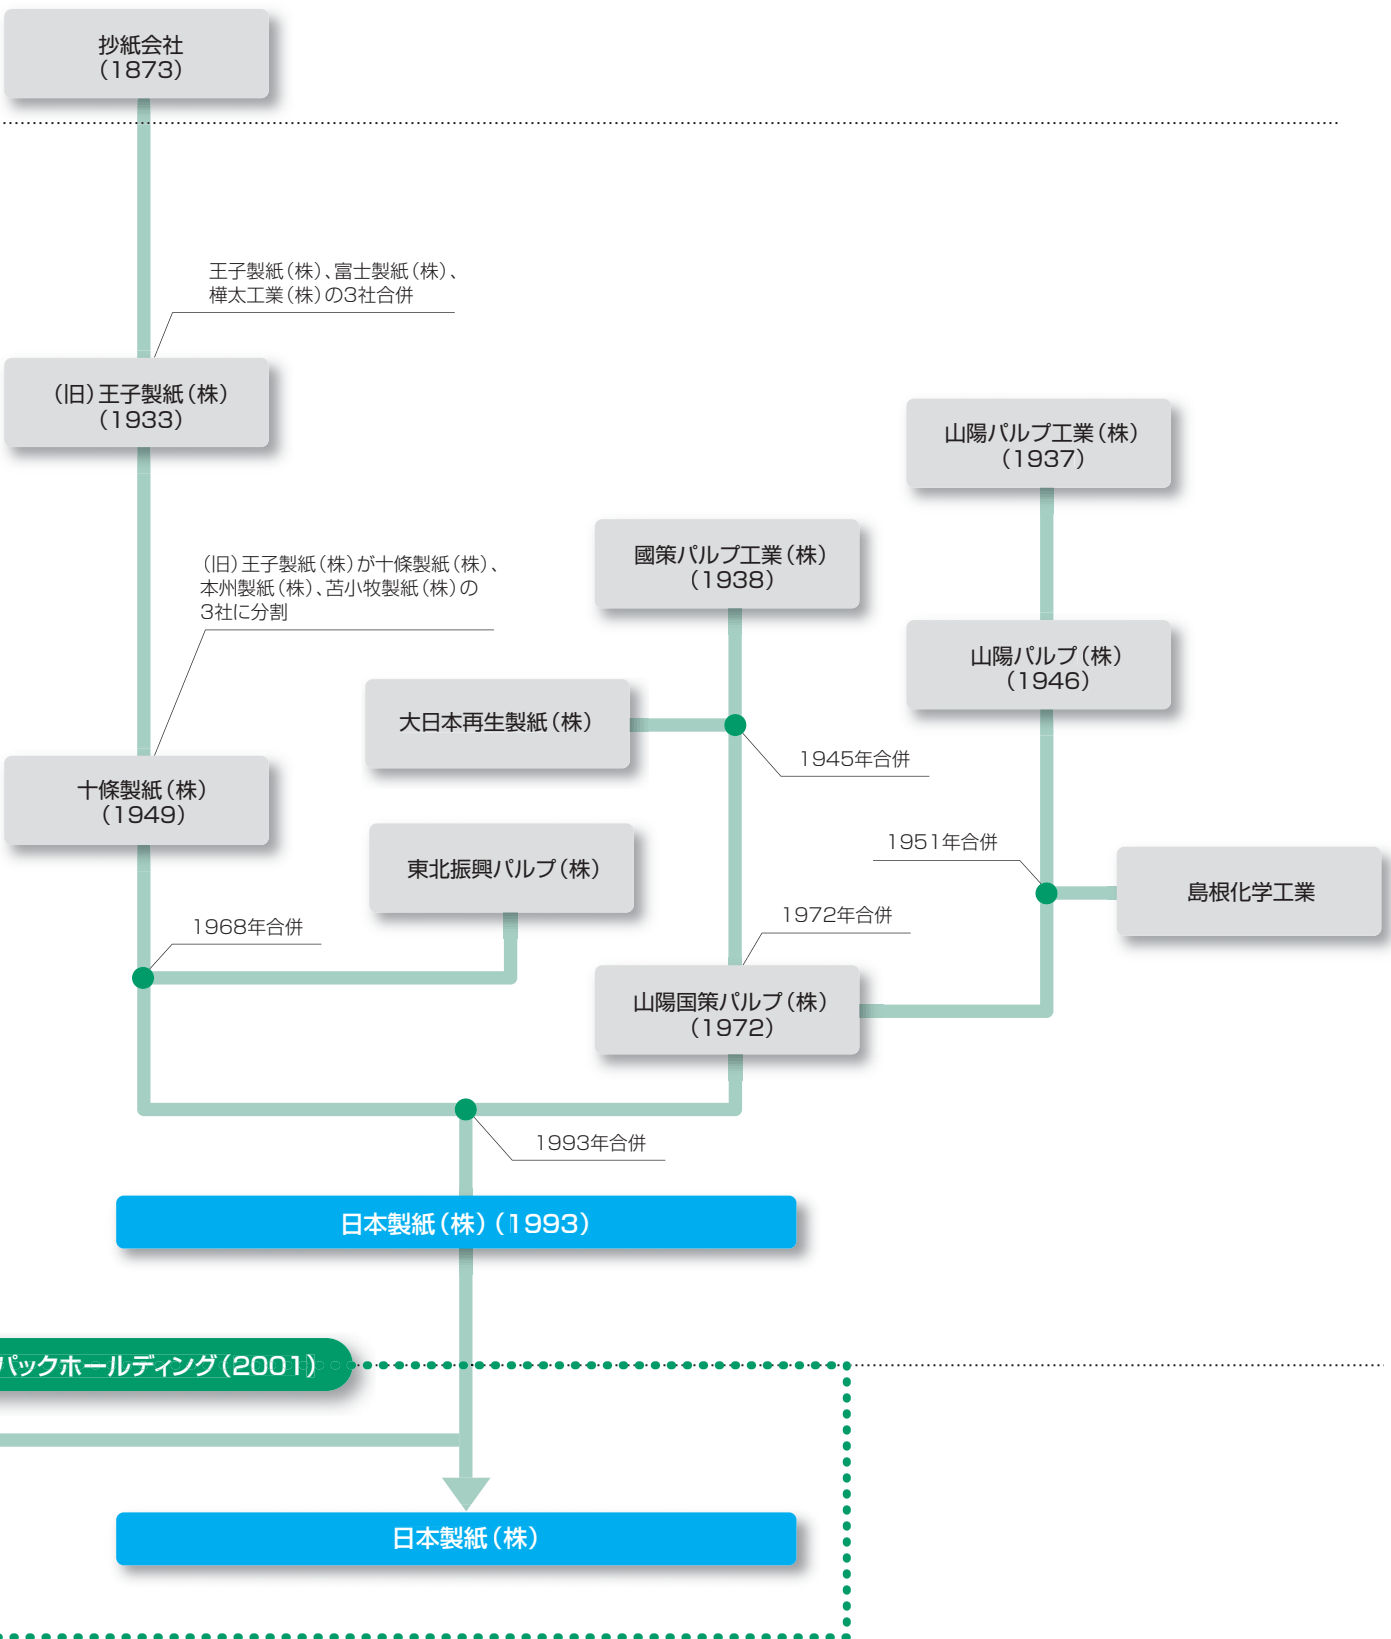 抄紙会社
（1873）
王子製紙（株）、富士製紙（株）、
樺太工業（株）の3社合併
（旧）王子製紙（株）
（1933）
山陽パルプ工業（株）
（1937）
（旧）王子製紙（株）が十條製紙（株）、
本州製紙（株）、苫小牧製紙（株）の
3社に分割
國策パルプ工業（株）
（1938）
山陽パルプ（株）
（1946）
大日本再生製紙（株）
1945年合併
十條製紙（株）
（1949）
東北振興パルプ（株）
1951年合併
島根化学工業
1968年合併
1972年合併
山陽国策パルプ（株）
（1972）
1993年合併
日本製紙（株）（1993）
パックホールディング（2001）
日本製紙（株）